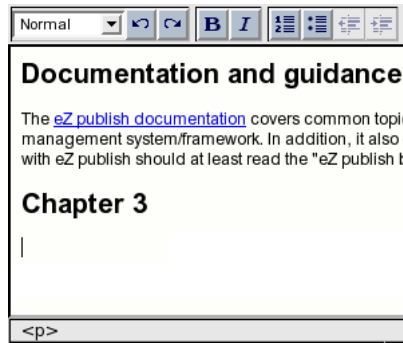 Normal
B I
Documentation and guidance
The eZ publish documentation covers common topi
management system/framework. In addition, it also
with eZ publish should at least read the "eZ publish b
Chapter 3
<p>